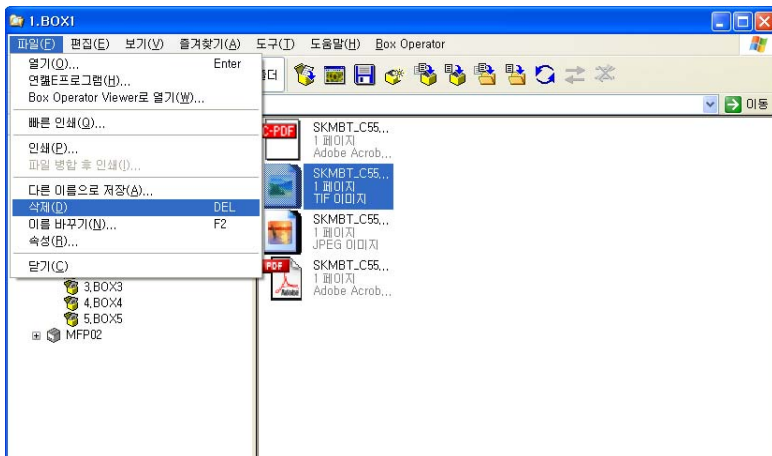 1.BOX1
파일(F) 편집(E) 보기(V) 즐겨찾기(A) 도구(T) 도움말(H) Box Operator
열기(O)... Enter
연결E프로그램(H)...
Box Operator Viewer로 열기(W)...
빠른 인쇄(Q)...
인쇄(P)...
파일 병합 후 인쇄(I)...
다른 이름으로 저장(A)...
삭제(D) DEL
이름 바꾸기(N)... F2
속성(R)...
닫기(C)
3,BOX3
4,BOX4
5,BOX5
MFP02
더
이동
C-PDF
SKMBT_C55...
1 페이지
Adobe Acrob...
SKMBT_C55...
1 페이지
TIF 이미지
SKMBT_C55...
1 페이지
JPEG 이미지
PDF
Adobe
SKMBT_C55...
1 페이지
Adobe Acrob...